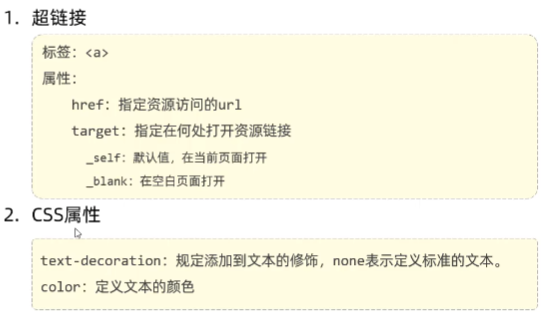 1. 超链接
标签：<a>
属性：
href：指定资源访问的url
target：指定在何处打开资源链接
_self：默认值，在当前页面打开
_blank：在空白页面打开
2. CSS属性
text-decoration：规定添加到文本的修饰，none表示定义标准的文本。
color：定义文本的颜色